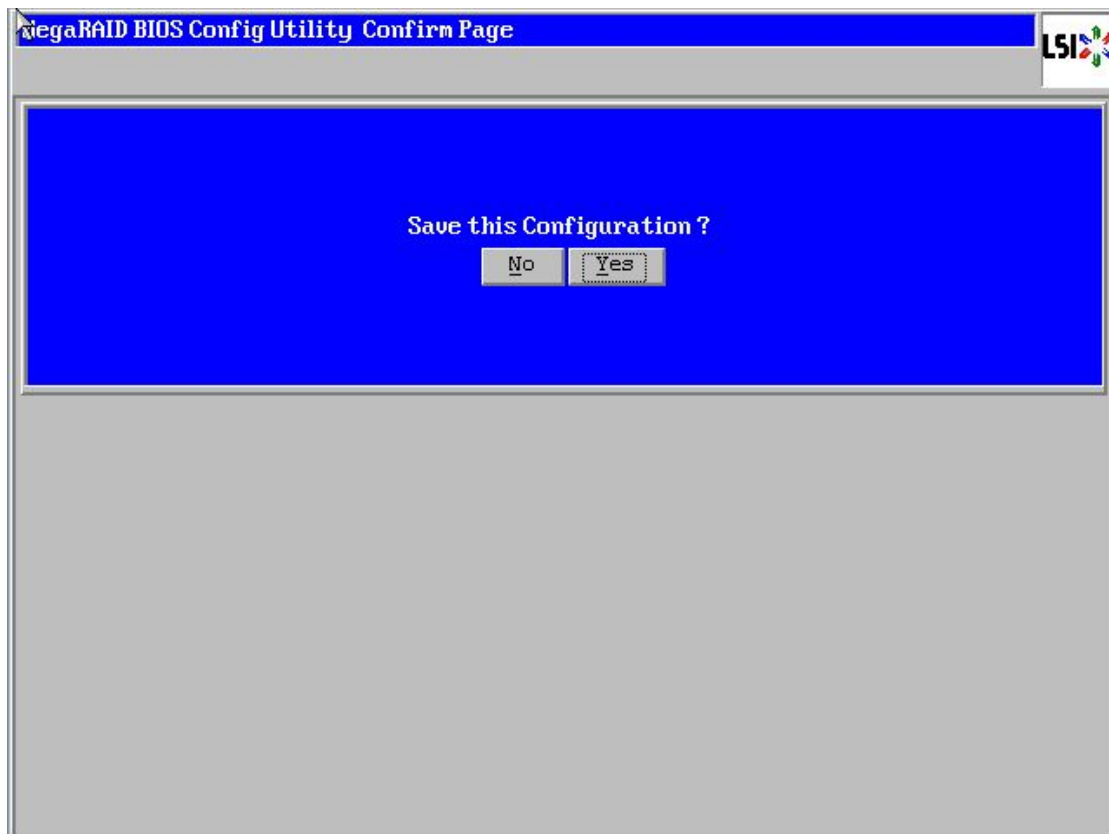 MegaRAID BIOS Config Utility Confirm Page
LSI
Save this Configuration ?
No Yes